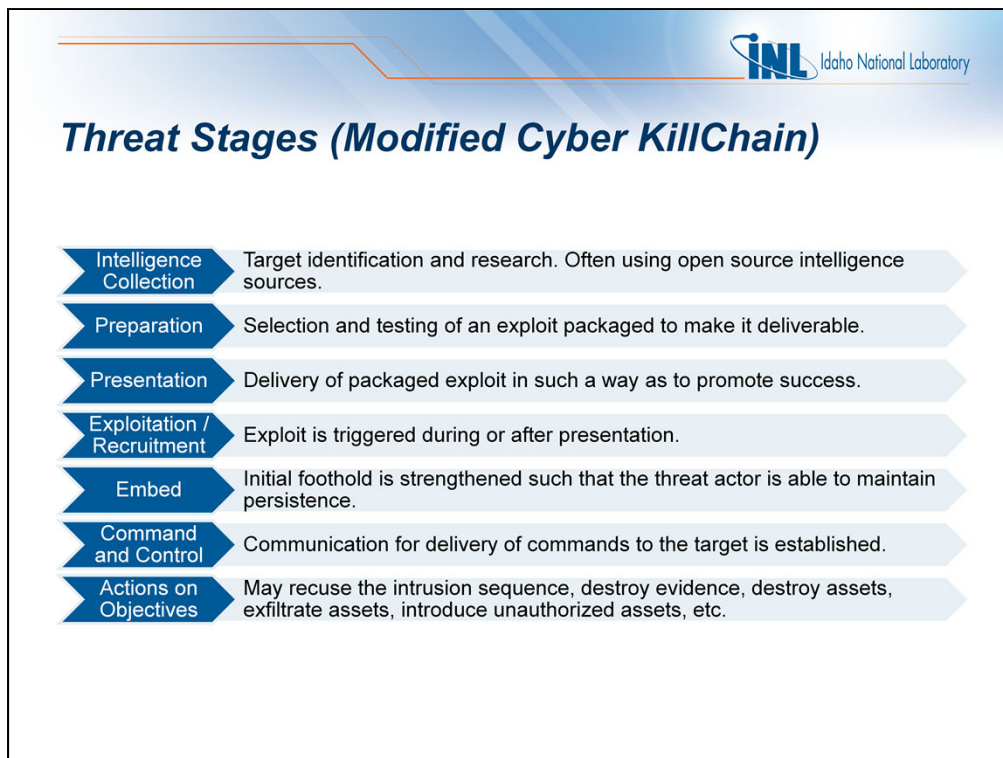 INL Idaho National Laboratory
Threat Stages (Modified Cyber KillChain)
Intelligence
Collection
Target identification and research. Often using open source intelligence
sources.
Preparation
Selection and testing of an exploit packaged to make it deliverable.
Presentation
Delivery of packaged exploit in such a way as to promote success.
Exploitation /
Recruitment
Exploit is triggered during or after presentation.
Embed
Initial foothold is strengthened such that the threat actor is able to maintain
persistence.
Command
and Control
Communication for delivery of commands to the target is established.
Actions on
Objectives
May recuse the intrusion sequence, destroy evidence, destroy assets,
exfiltrate assets, introduce unauthorized assets, etc.